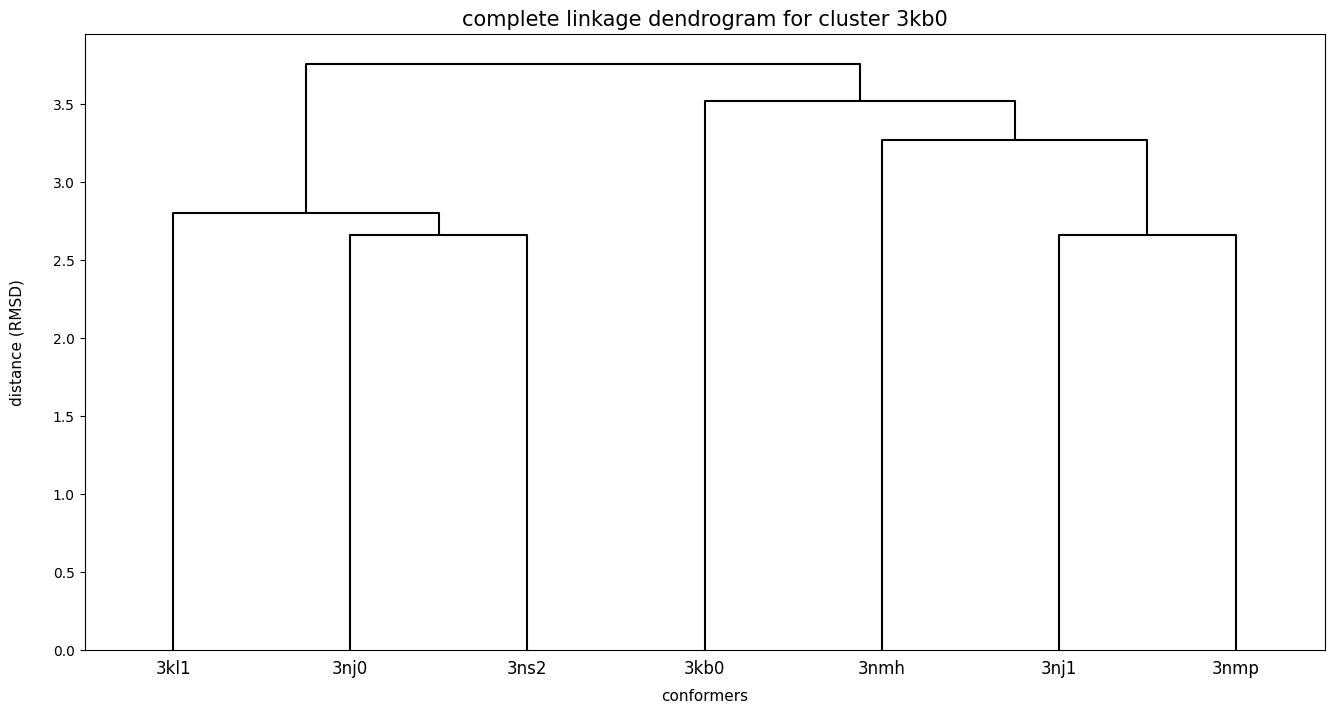 complete linkage dendrogram for cluster 3kb0
3.5
3.0
2.5
2.0
1.5
1.0
0.5
0.0
distance (RMSD)
3kl1 3nj0 3ns2 3kb0 3nmh 3nj1 3nmp
conformers